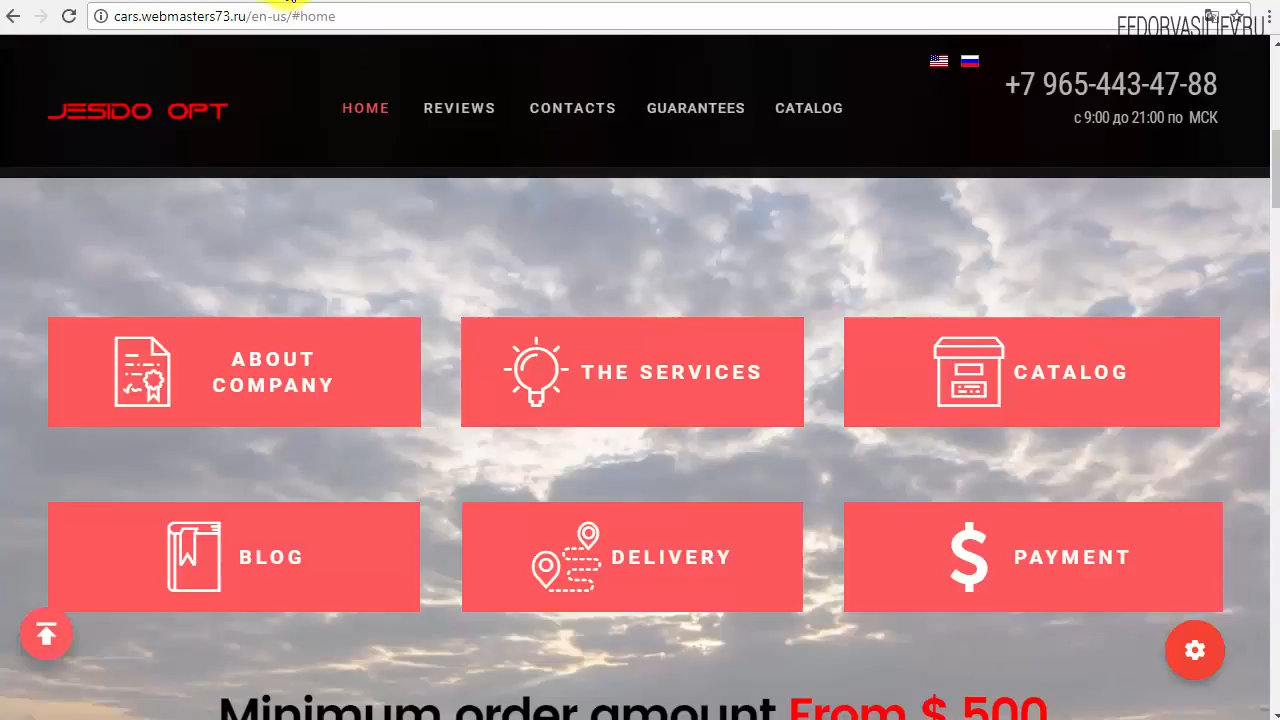 cars.webmasters73.ru/en-us/#home
FEDORVASILIEV.RU
JESIDO OPT
HOME
REVIEWS
CONTACTS
GUARANTEES
CATALOG
+7 965-443-47-88
с 9:00 до 21:00 по МСК
ABOUT
COMPANY
THE SERVICES
CATALOG
BLOG
DELIVERY
PAYMENT
Minimum order amount From $ 500